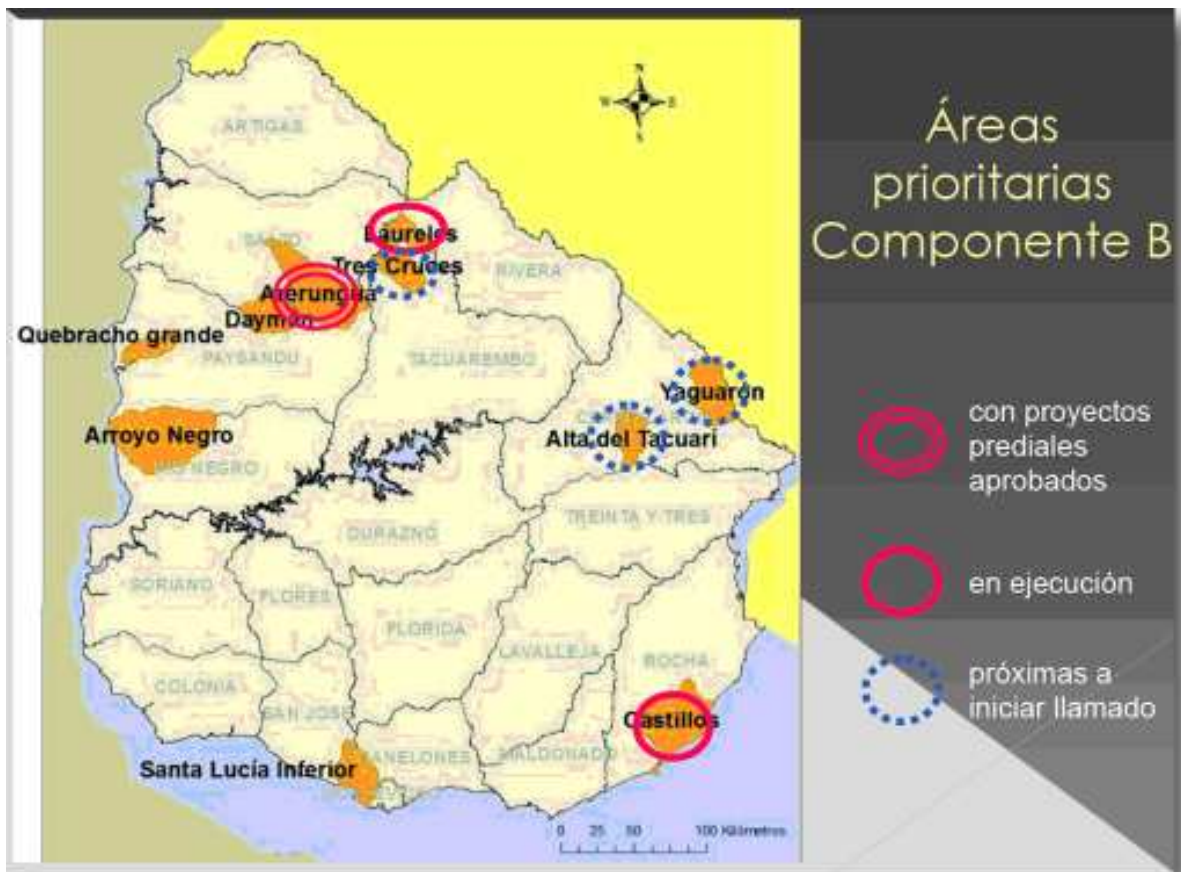 Áreas
prioritarias
Componente B
N
W E
S
ARTIGAS
Laureles
SALTO
Tres Cruces
RIVERA
Arerunguá
Daymán
Quebracho grande
PAYSANDU
TACUAREMBO
Yaguarón
Arroyo Negro
Alta del Tacuarí
RIO NEGRO
TREINTA Y TRES
DURAZNO
SORIANO
FLORES
FLORIDA
LAVALLEJA
ROCHA
COLONIA
SAN JOSE
Castillos
Santa Lucía Inferior
CANELONES
MALDONADO
0 25 50 100 Kilómetros
con proyectos
prediales
aprobados
en ejecución
próximas a
iniciar llamado